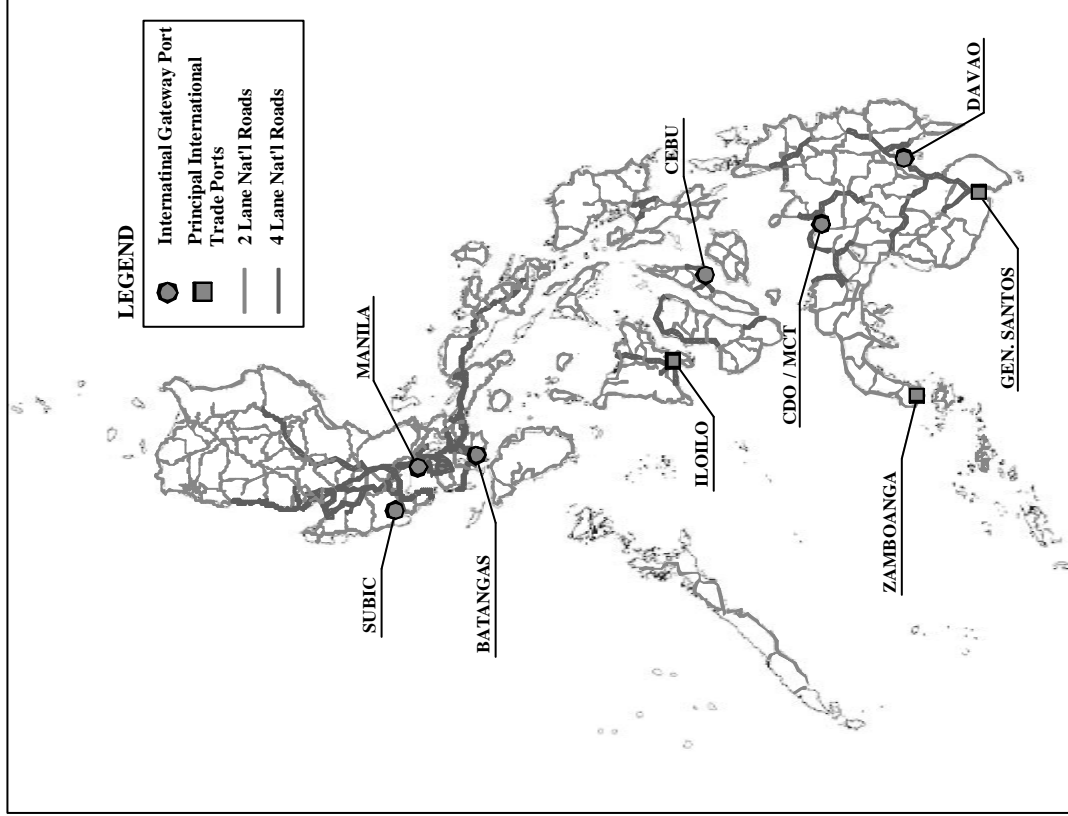 LEGEND
Internatinal Gateway Port
Principal International
Trade Ports
2 Lane Nat'l Roads
4 Lane Nat'l Roads
MANILA
SUBIC
BATANGAS
CEBU
ILOILO
CDO / MCT
DAVAO
ZAMBOANGA
GEN. SANTOS